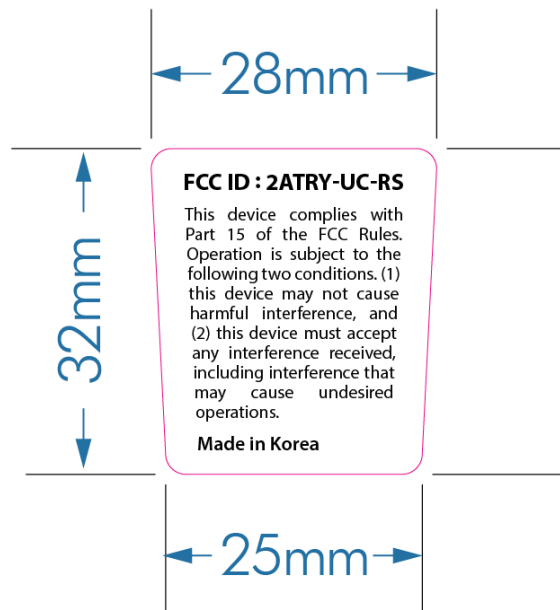 28mm
32mm
FCC ID : 2ATRY-UC-RS
This device complies with
Part 15 of the FCC Rules.
Operation is subject to the
following two conditions. (1)
this device may not cause
harmful interference, and
(2) this device must accept
any interference received,
including interference that
may cause undesired
operations.
Made in Korea
25mm